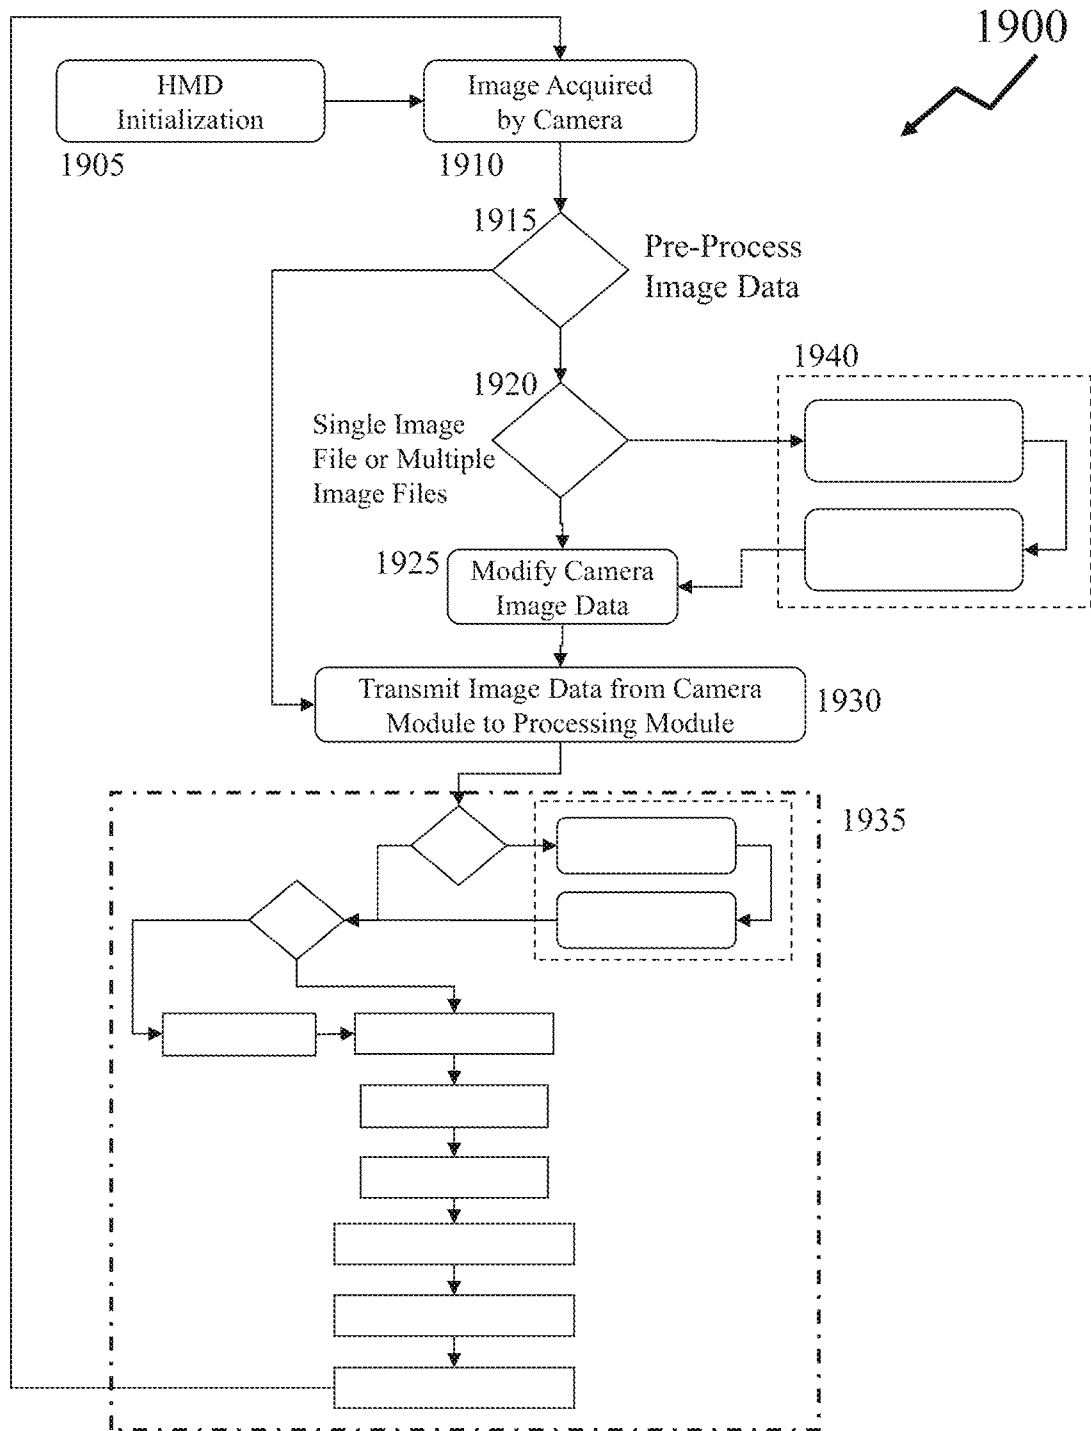 1900
HMD
Initialization
1905
Image Acquired
by Camera
1910
1915
Pre-Process
Image Data
1920
Single Image
File or Multiple
Image Files
1940
1925
Modify Camera
Image Data
Transmit Image Data from Camera
Module to Processing Module
1930
1935